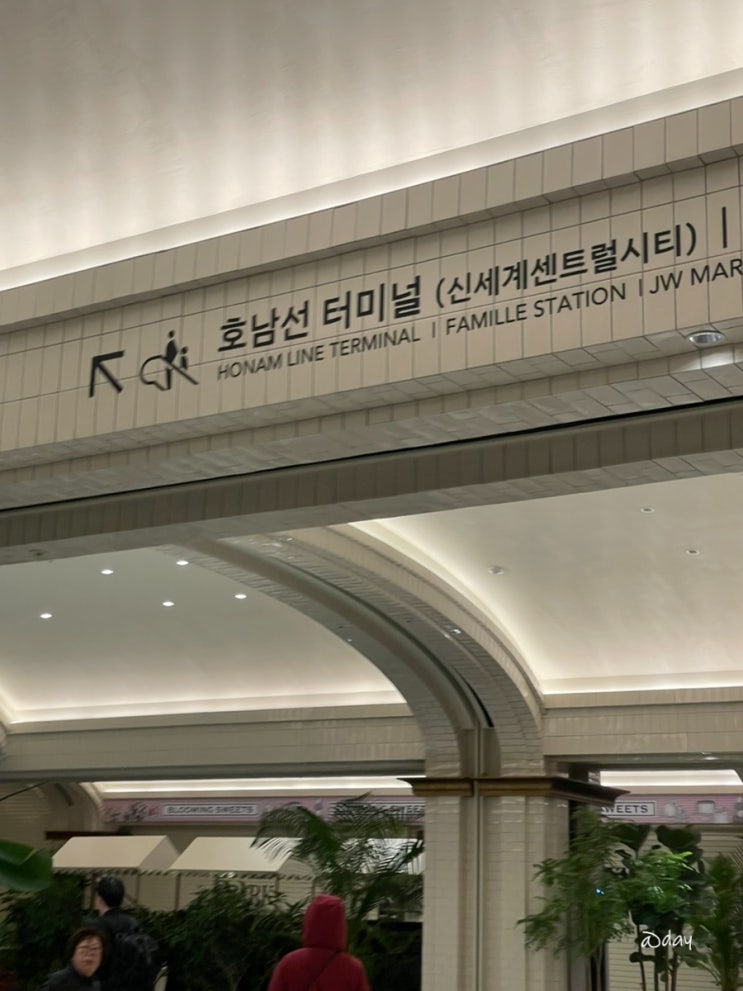 호남선 터미널 (신세계센트럴시티) |
HONAM LINE TERMINAL | FAMILLE STATION | JW MAR
BLOOMING SWEETS
WEETS
@day